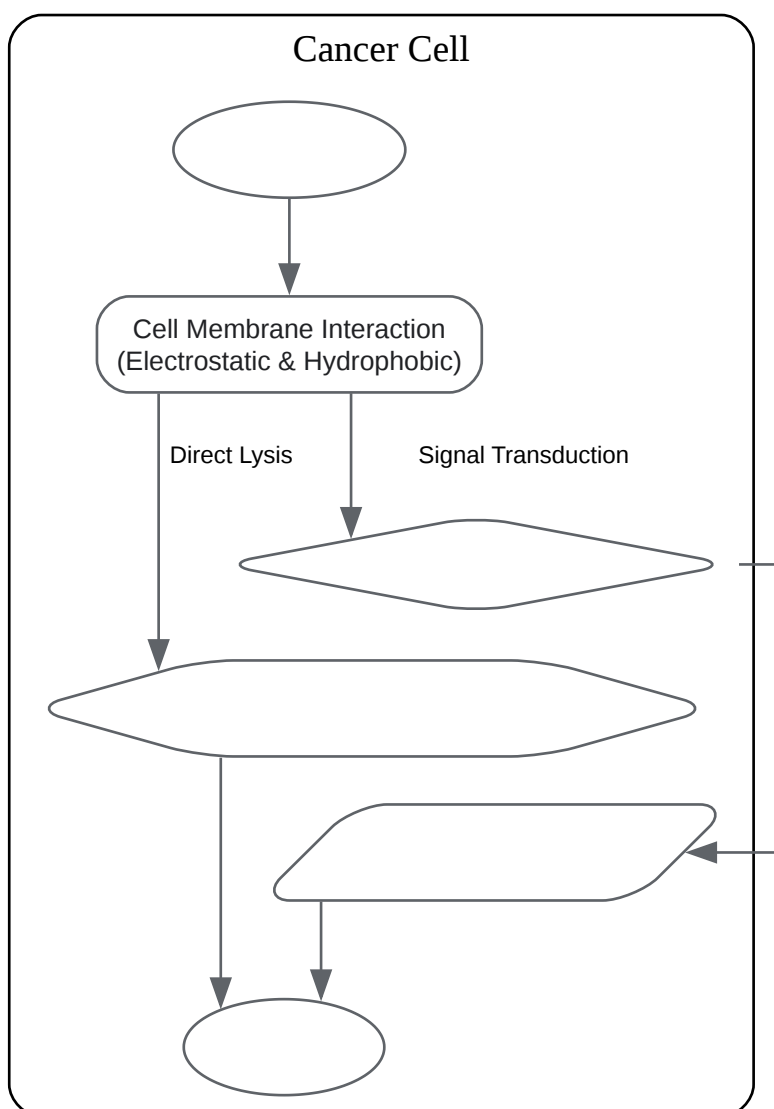 Cancer Cell
Cell Membrane Interaction
(Electrostatic & Hydrophobic)
Direct Lysis
Signal Transduction